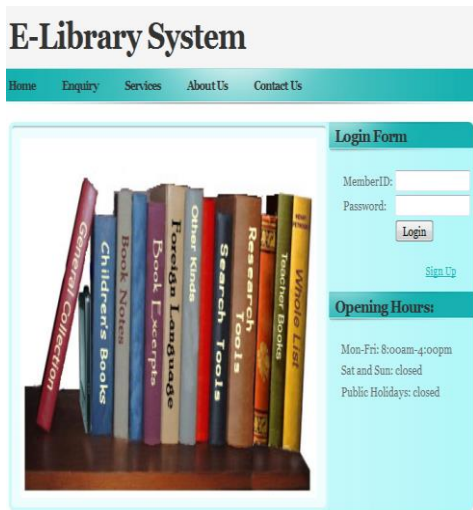 E-Library System
Home Enquiry Services About Us Contact Us
General Collection
Children's Books
Book Notes
Book Excerpts
Foreign Language
Other Kinds
Search Tools
Research Tools
Teacher Books
Whole List
Login Form
MemberID:
Password:
Login
Sign Up
Opening Hours:
Mon-Fri: 8:00am-4:00pm
Sat and Sun: closed
Public Holidays: closed